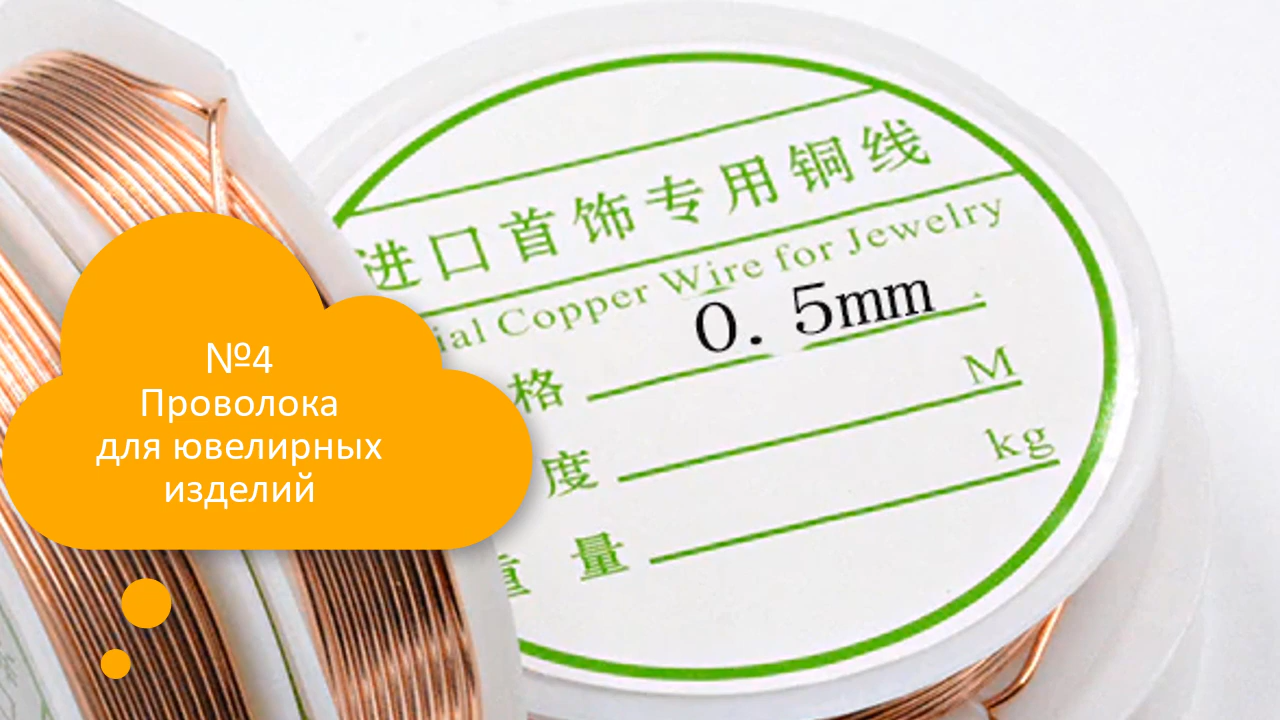 进口首饰专用铜线
Copper Wire for Jewelry
0.5mm
格
M
度
kg
量
№4
Проволока
для ювелирных
изделий